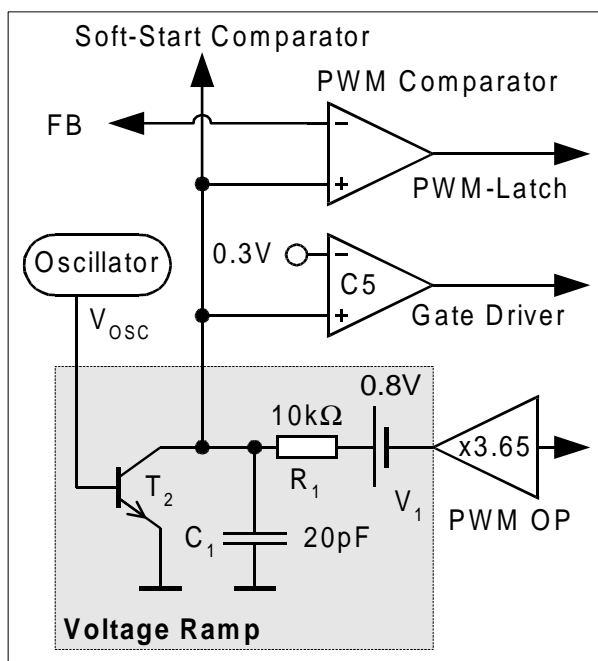 Soft-Start Comparator
PWM Comparator
FB
−
+
PWM-Latch
Oscillator
0.3V
−
C5
+
Gate Driver
VOSC
0.8V
10kΩ
x3.65
T2
R1
V1
PWM OP
C1
20pF
Voltage Ramp